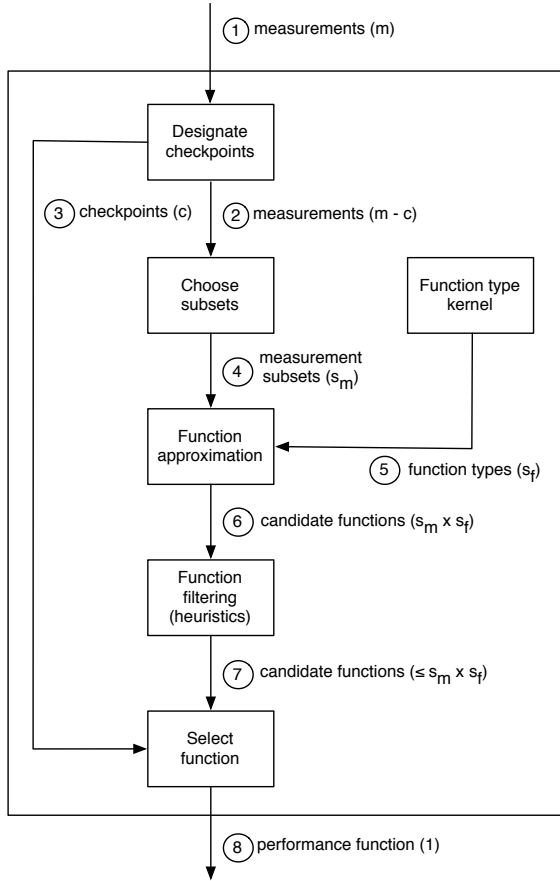 1 measurements (m)
Designate
checkpoints
3 checkpoints (c)
2 measurements (m - c)
Choose
subsets
Function type
kernel
4 measurement
subsets (sm)
Function
approximation
5 function types (sf)
6 candidate functions (sm x sf)
Function
filtering
(heuristics)
7 candidate functions (≤ sm x sf)
Select
function
8 performance function (1)